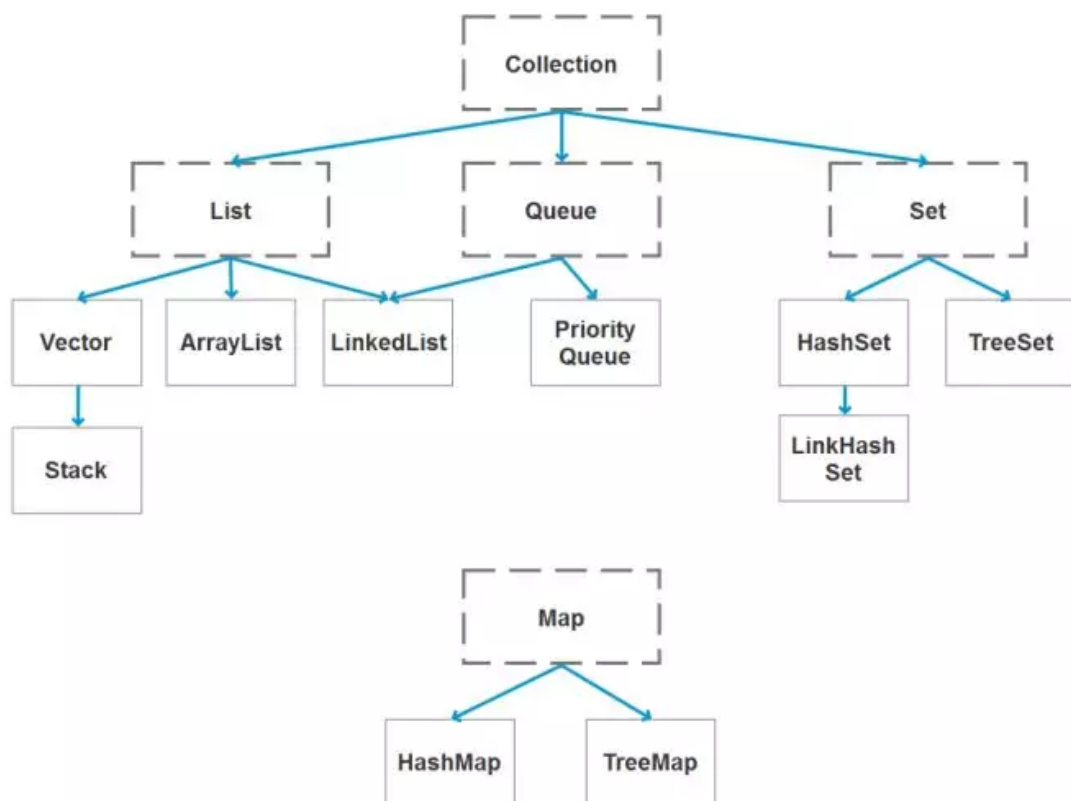 Collection
List
Queue
Set
Vector
ArrayList
LinkedList
Priority
Queue
HashSet
TreeSet
Stack
LinkHash
Set
Map
HashMap
TreeMap